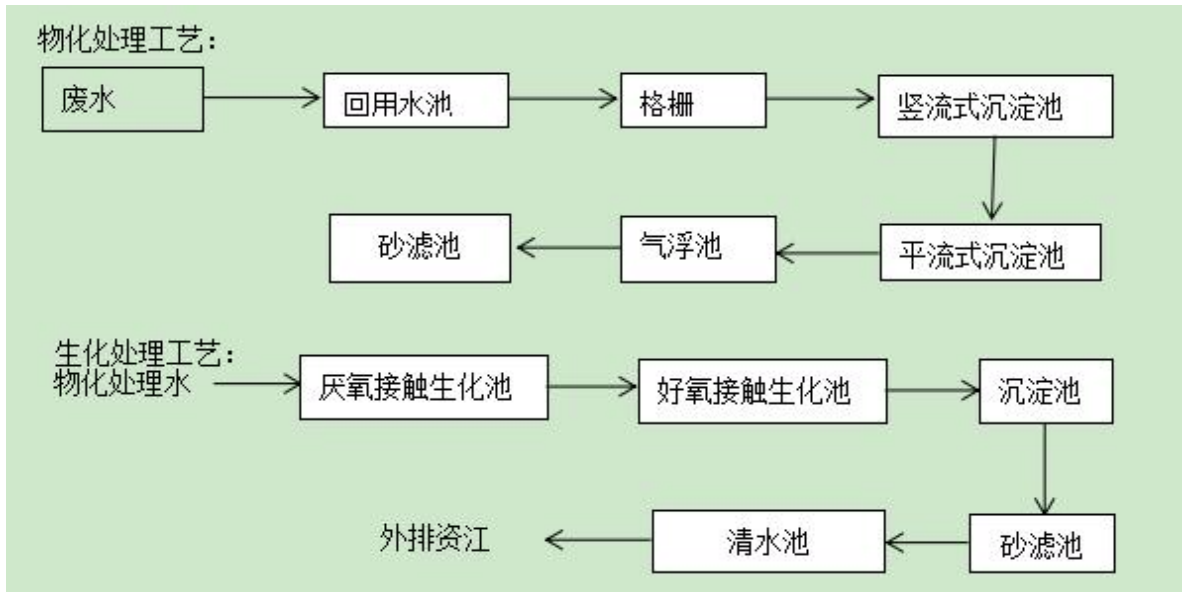 物化处理工艺：
废水
回用水池
格栅
竖流式沉淀池
砂滤池
气浮池
平流式沉淀池
生化处理工艺：
物化处理水
厌氧接触生化池
好氧接触生化池
沉淀池
外排资江
清水池
砂滤池